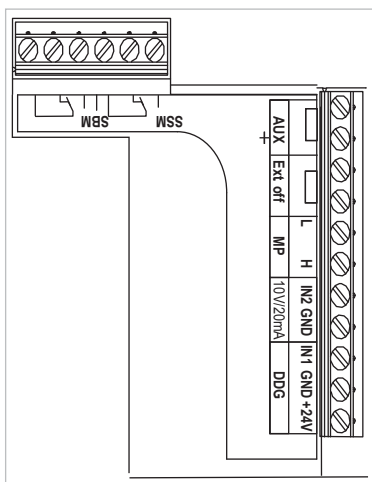 SBM
SSM
AUX
+
Ext off
L
MP
H
10V/20mA
IN2 GND
DDG
IN1 GND +24V